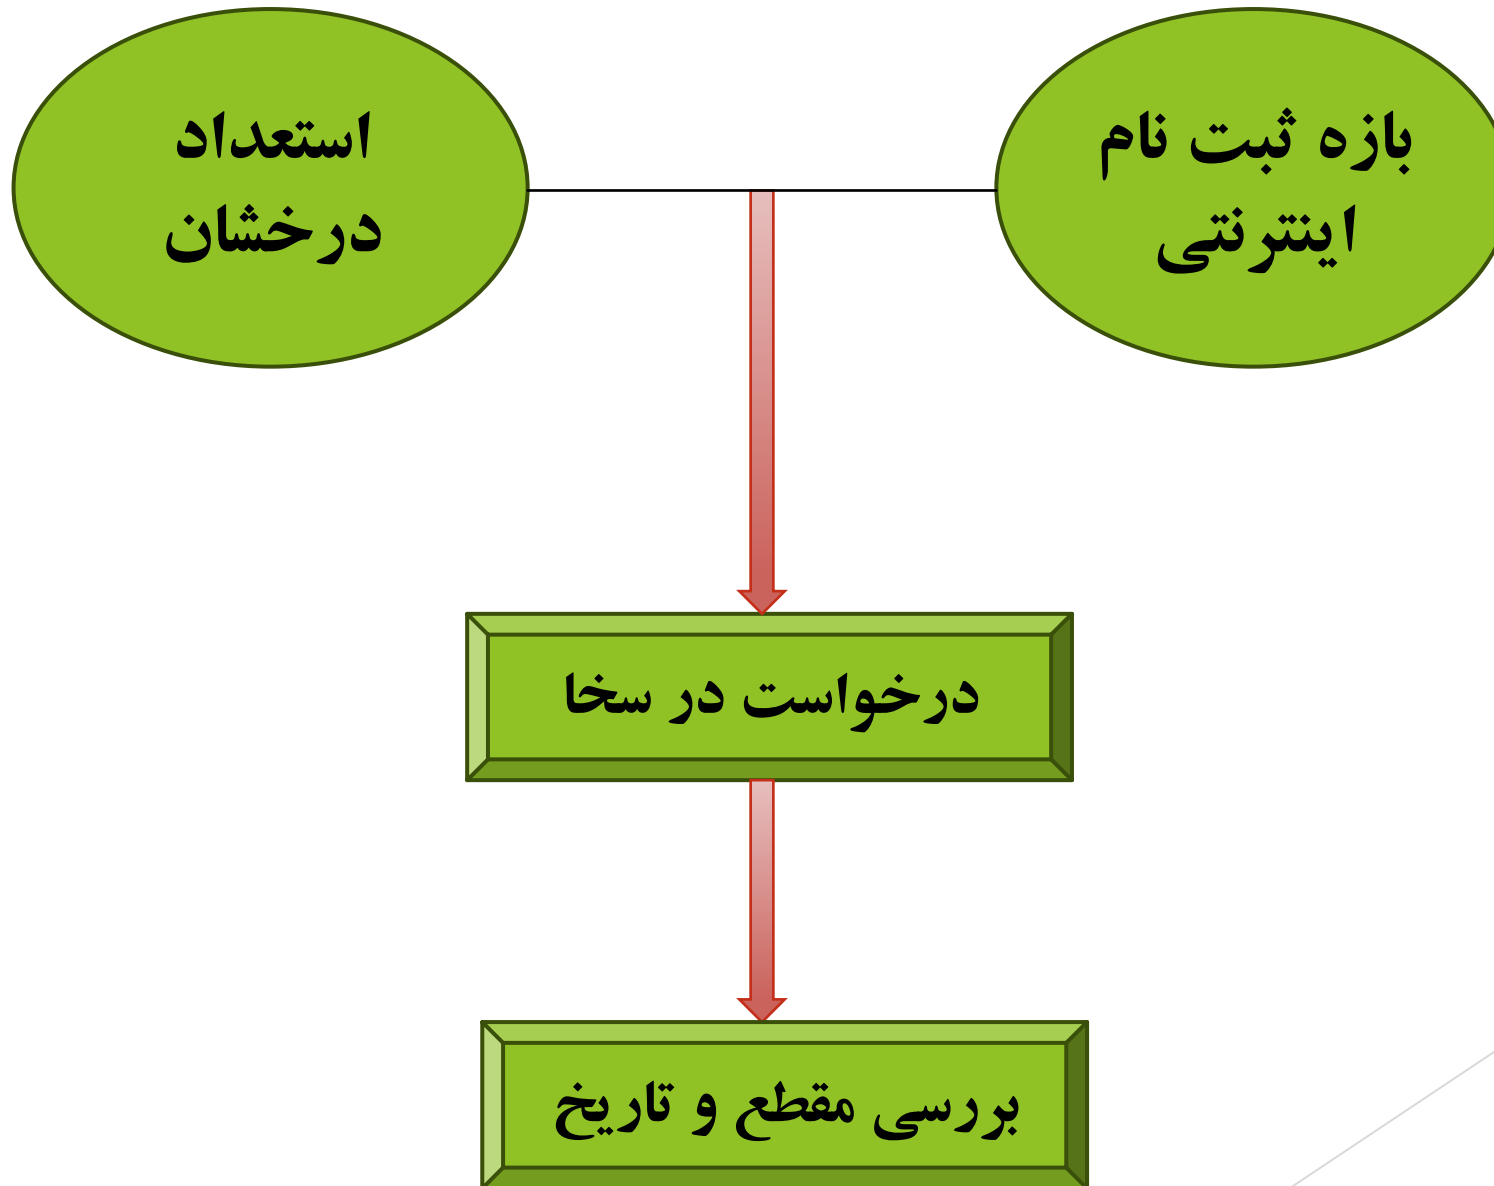 بازه ثبت نام
اینترنتی
استعداد
درخشان
درخواست در سخا
بررسی مقطع و تاریخ